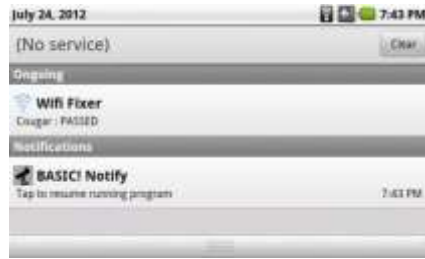 July 24, 2012 7:43 PM
(No service) Clear
Ongoing
Wifi Fixer
Cougar : PASSED
Notifications
BASIC! Notify
Tap to resume running program 7:43 PM